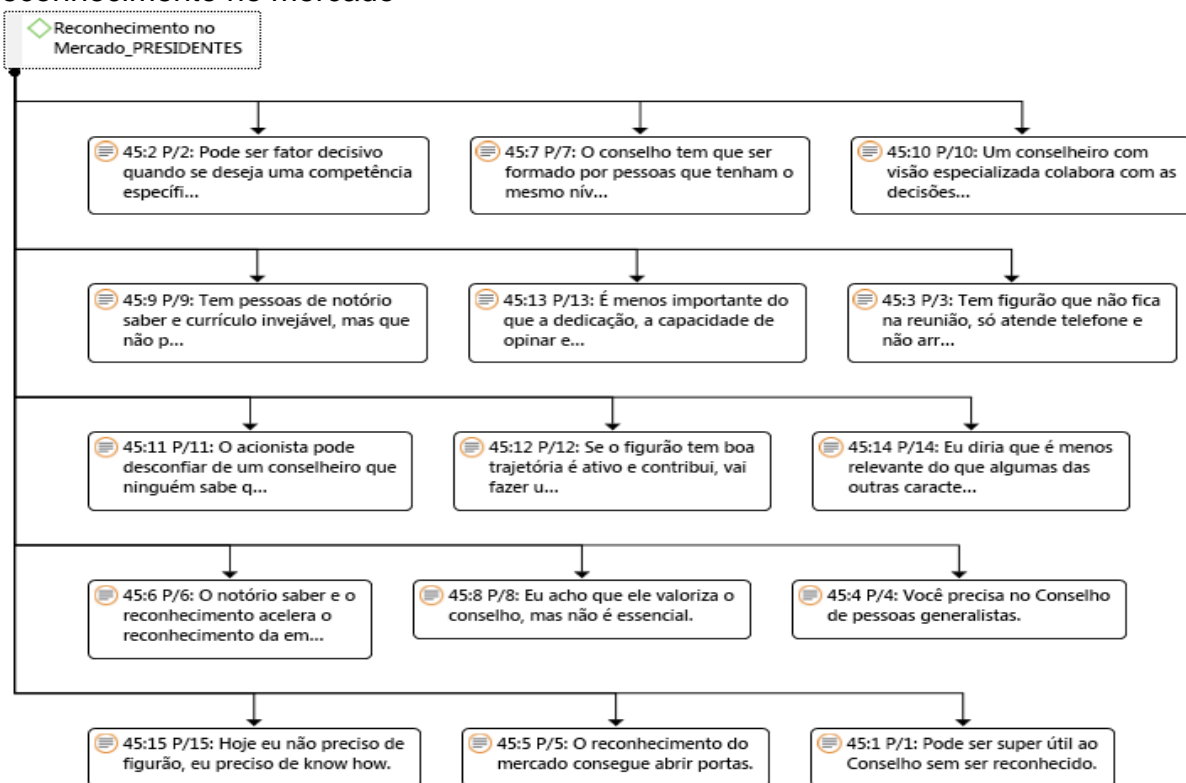 econhecimento no mercado
Reconhecimento no
Mercado_PRESIDENTES
45:2 P/2: Pode ser fator decisivo
quando se deseja uma competência
específi...
45:7 P/7: O conselho tem que ser
formado por pessoas que tenham o
mesmo nív...
45:10 P/10: Um conselheiro com
visão especializada colabora com as
decisões...
45:9 P/9: Tem pessoas de notório
saber e currículo invejável, mas que
não p...
45:13 P/13: É menos importante do
que a dedicação, a capacidade de
opinar e...
45:3 P/3: Tem figurão que não fica
na reunião, só atende telefone e
não arr...
45:11 P/11: O acionista pode
desconfiar de um conselheiro que
ninguém sabe q...
45:12 P/12: Se o figurão tem boa
trajetória é ativo e contribui, vai
fazer u...
45:14 P/14: Eu diria que é menos
relevante do que algumas das
outras caracte...
45:6 P/6: O notório saber e o
reconhecimento acelera o
reconhecimento da em...
45:8 P/8: Eu acho que ele valoriza o
conselho, mas não é essencial.
45:4 P/4: Você precisa no Conselho
de pessoas generalistas.
45:15 P/15: Hoje eu não preciso de
figurão, eu preciso de know how.
45:5 P/5: O reconhecimento do
mercado consegue abrir portas.
45:1 P/1: Pode ser super útil ao
Conselho sem ser reconhecido.